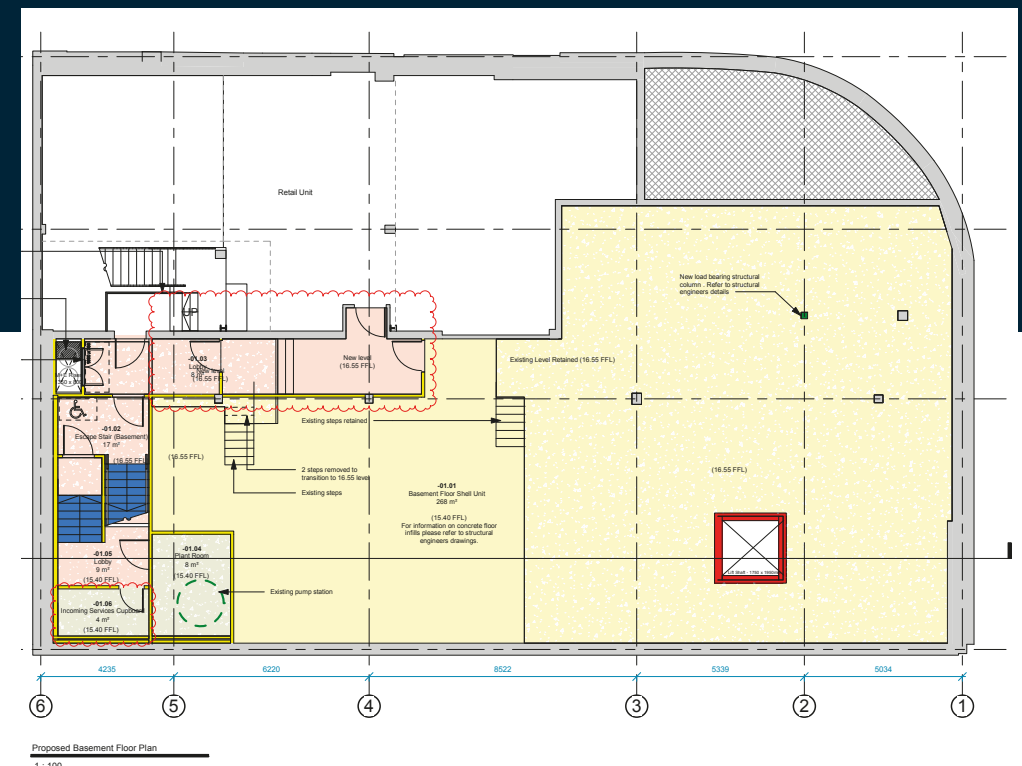 Retail Unit
New load bearing structural
column . Refer to structural
engineers details
UP
-01.03
Lobby
8 m²
New level
(16.55 FFL)
New level
(16.55 FFL)
Existing Level Retained (16.55 FFL)
-01.02
Escape Stair (Basement)
17 m²
(16.55 FFL)
(16.55 FFL)
Existing steps retained
2 steps removed to
transition to 16.55 level
Existing steps
-01.01
Basement Floor Shell Unit
268 m²
(15.40 FFL)
For information on concrete floor
infills please refer to structural
engineers drawings.
(16.55 FFL)
-01.05
Lobby
9 m²
(15.40 FFL)
-01.04
Plant Room
8 m²
(15.40 FFL)
Existing pump station
-01.06
Incoming Services Cupboard
4 m²
(15.40 FFL)
4235
6220
8522
5339
5034
6
5
4
3
2
1
Proposed Basement Floor Plan
1 : 100